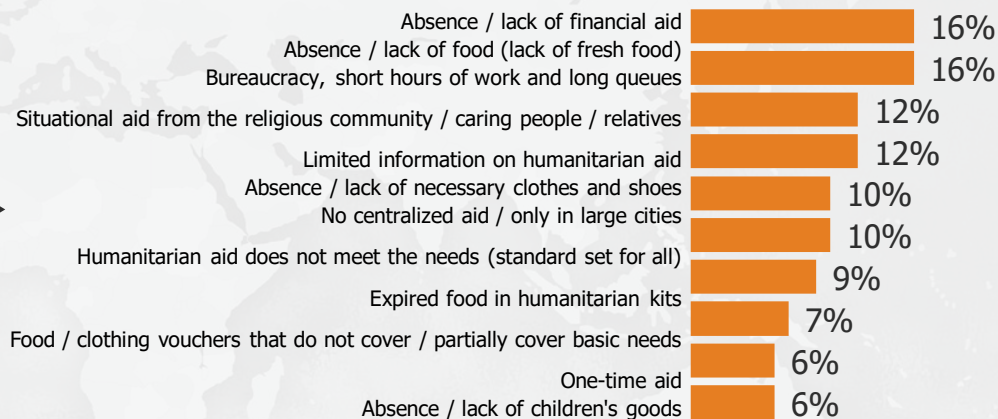 Absence / lack of financial aid
16%
Absence / lack of food (lack of fresh food)
16%
Bureaucracy, short hours of work and long queues
12%
Situational aid from the religious community / caring people / relatives
12%
Limited information on humanitarian aid
Absence / lack of necessary clothes and shoes
10%
No centralized aid / only in large cities
10%
Humanitarian aid does not meet the needs (standard set for all)
9%
Expired food in humanitarian kits
7%
Food / clothing vouchers that do not cover / partially cover basic needs
6%
One-time aid
6%
Absence / lack of children's goods